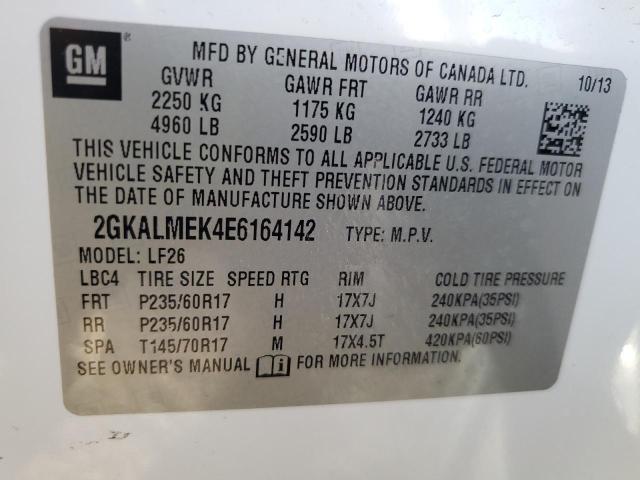 GM
MFD BY GENERAL MOTORS OF CANADA LTD. 10/13
GVWR GAWR FRT GAWR RR
2250 KG 1175 KG 1240 KG
4960 LB 2590 LB 2733 LB
THIS VEHICLE CONFORMS TO ALL APPLICABLE U.S. FEDERAL MOTOR
VEHICLE SAFETY AND THEFT PREVENTION STANDARDS IN EFFECT ON
THE DATE OF MANUFACTURE SHOWN ABOVE.
2GKALMEK4E6164142 TYPE: M.P.V.
MODEL: LF26
LBC4 TIRE SIZE SPEED RTG RIM COLD TIRE PRESSURE
FRT P235/60R17 H 17X7J 240KPA(35PSI)
RR P235/60R17 H 17X7J 240KPA(35PSI)
SPA T145/70R17 M 17X4.5T 420KPA(60PSI)
SEE OWNER'S MANUAL i FOR MORE INFORMATION.